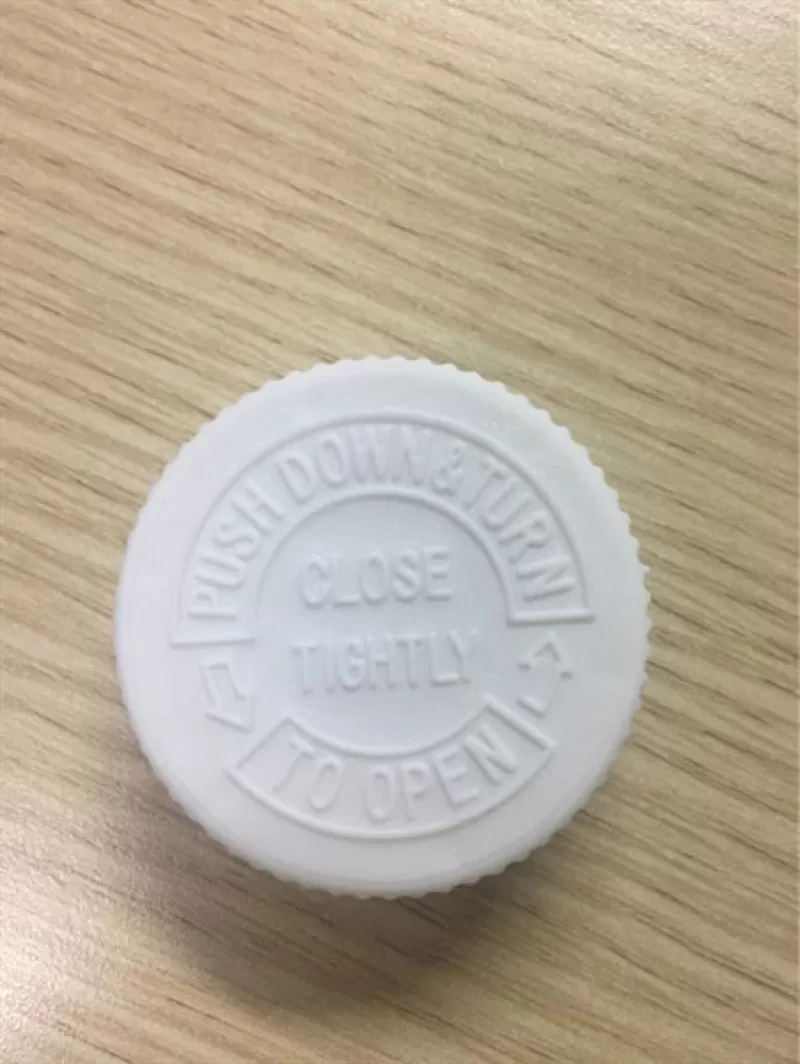 PUSH DOWN & TURN
CLOSE
TIGHTLY
TO OPEN